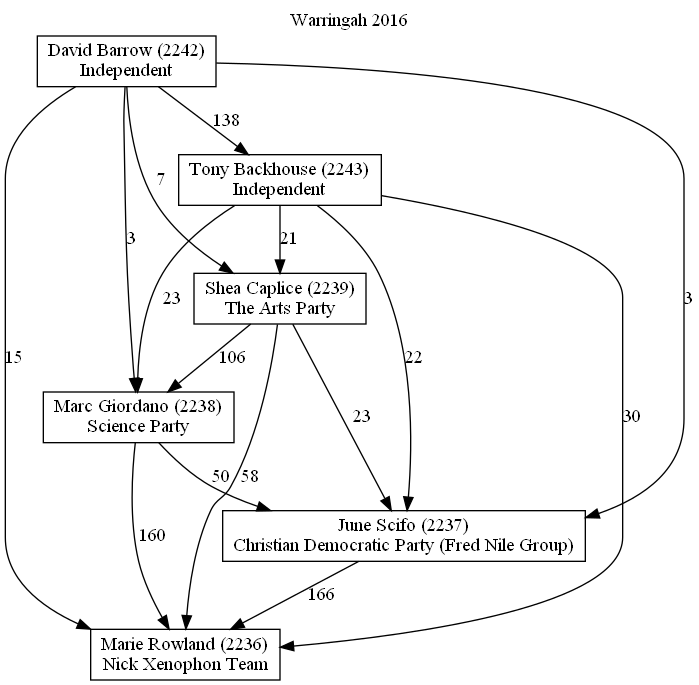 Warringah 2016
David Barrow (2242)
Independent
138
Tony Backhouse (2243)
Independent
7
3
21
Shea Caplice (2239)
The Arts Party
23
3
15
106
22
Marc Giordano (2238)
Science Party
23
30
50
58
June Scifo (2237)
Christian Democratic Party (Fred Nile Group)
160
166
Marie Rowland (2236)
Nick Xenophon Team